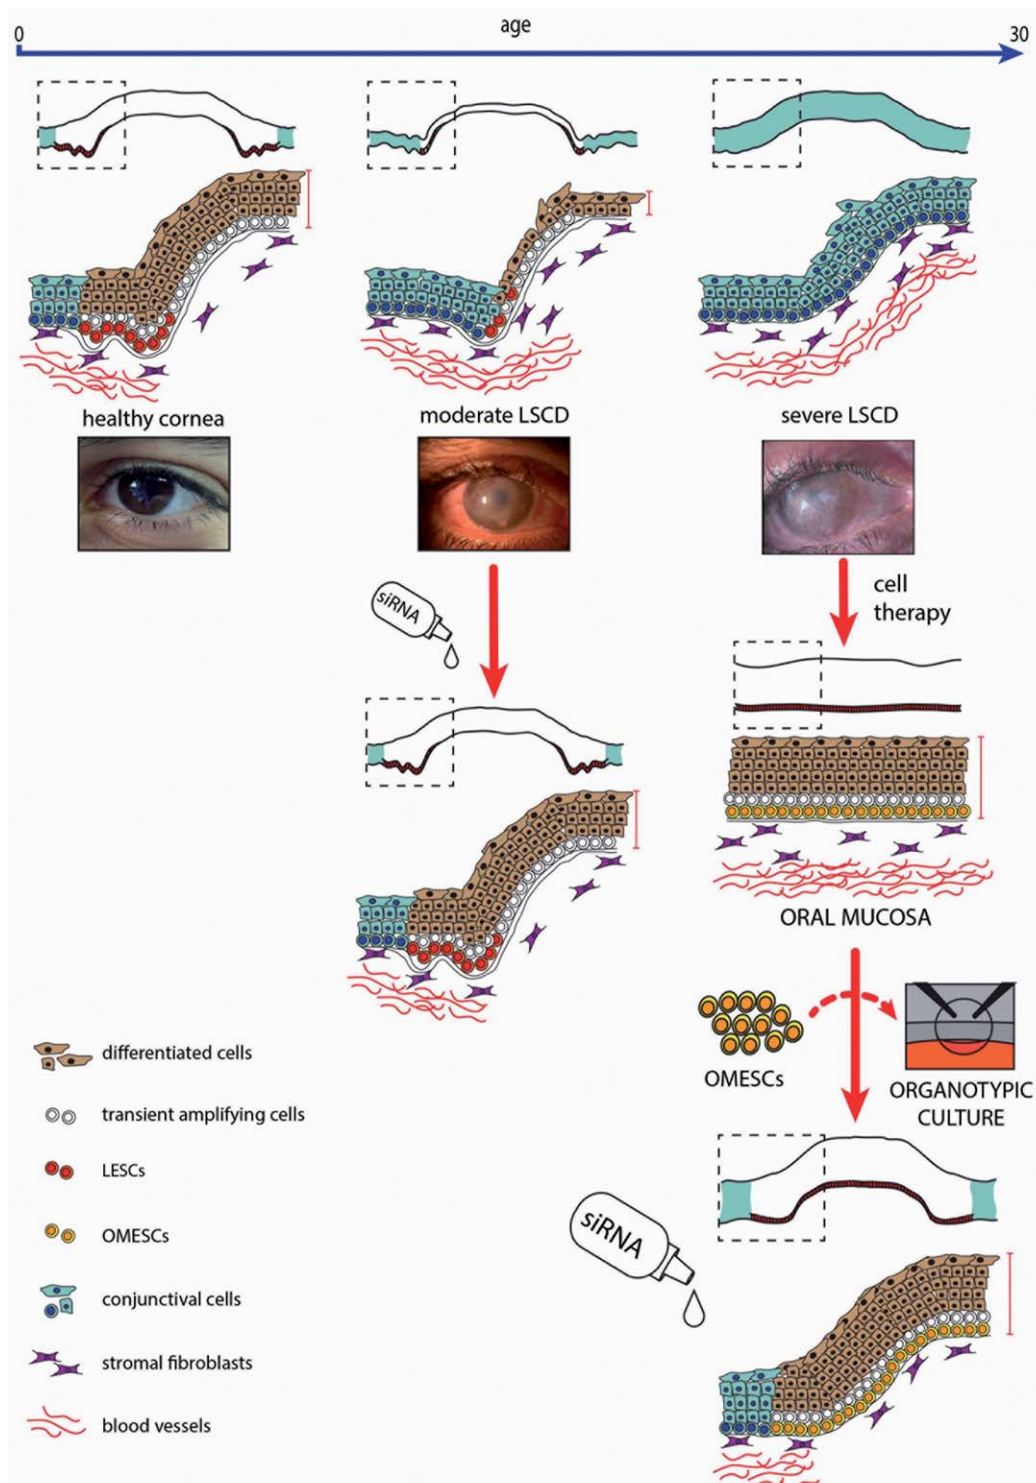 age
0
30
healthy cornea
moderate LSCD
severe LSCD
siRNA
cell
therapy
ORAL MUCOSA
OMESCs
ORGANOTYPIC
CULTURE
siRNA
differentiated cells
transient amplifying cells
LESCs
OMESCs
conjunctival cells
stromal fibroblasts
blood vessels